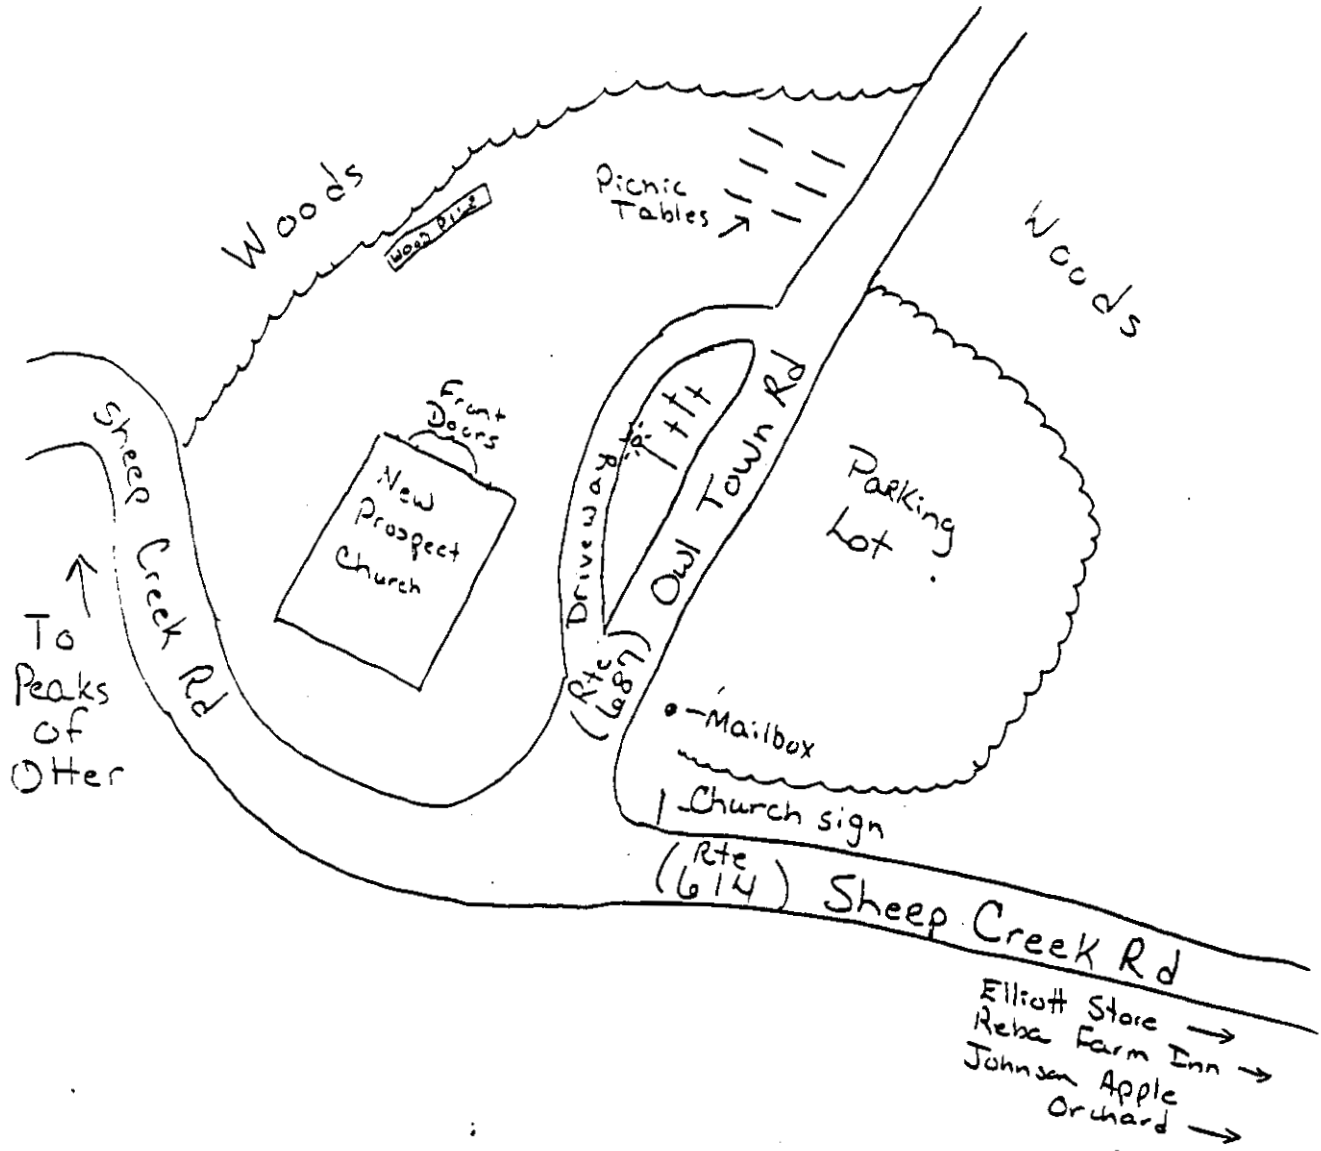 Woods
Wood Pile
Picnic
Tables
Woods
Front
Doors
New
Prospect
Church
Driveway
Owl Town Rd
(Rte
687)
Parking
Lot
Sheep Creek Rd
To
Peaks
of
Otter
Mailbox
Church sign
(Rte
614)
Sheep Creek Rd
Elliott Store
Reba Farm Inn
Johnson Apple
Orchard